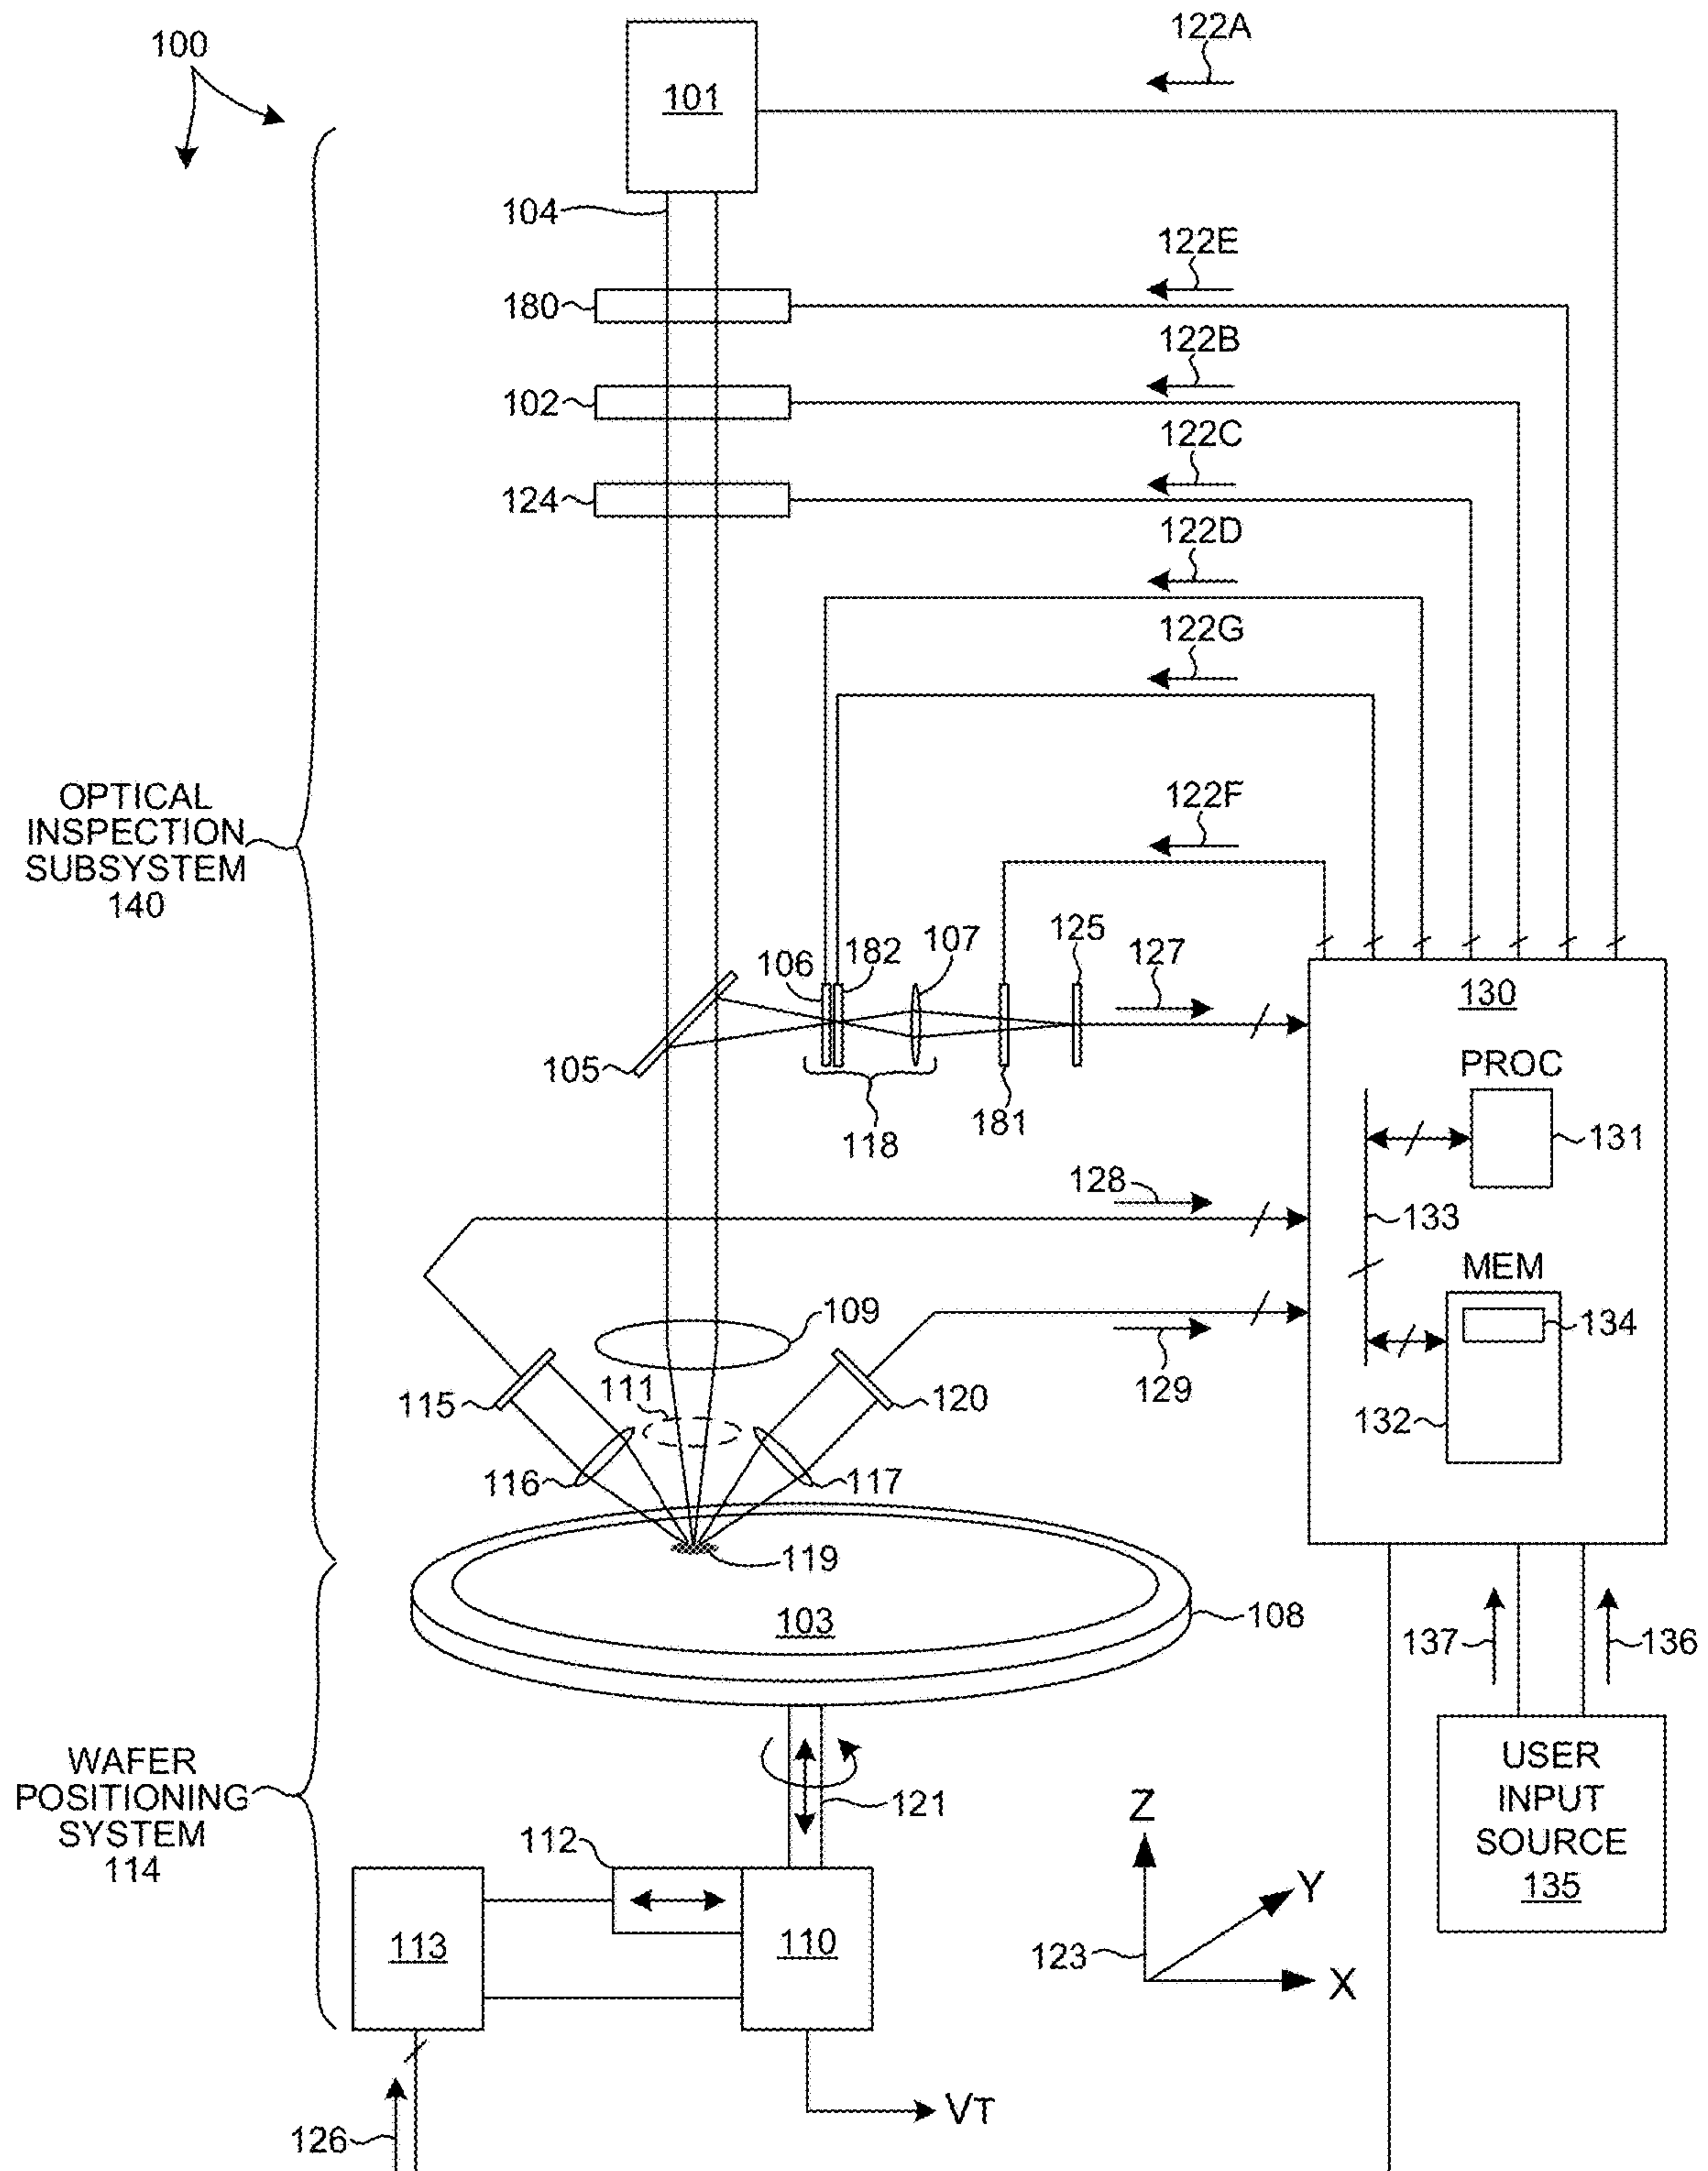 100
122A
101
104
122E
180
122B
102
122C
124
122D
122G
OPTICAL
INSPECTION
SUBSYSTEM
140
122F
125
107
127
182
106
130
105
118
181
PROC
131
128
133
MEM
109
134
129
111
115
120
132
116
117
119
103
108
137
136
WAFER
POSITIONING
SYSTEM
114
USER
INPUT
SOURCE
135
121
Z
112
Y
113
110
123
X
VT
126